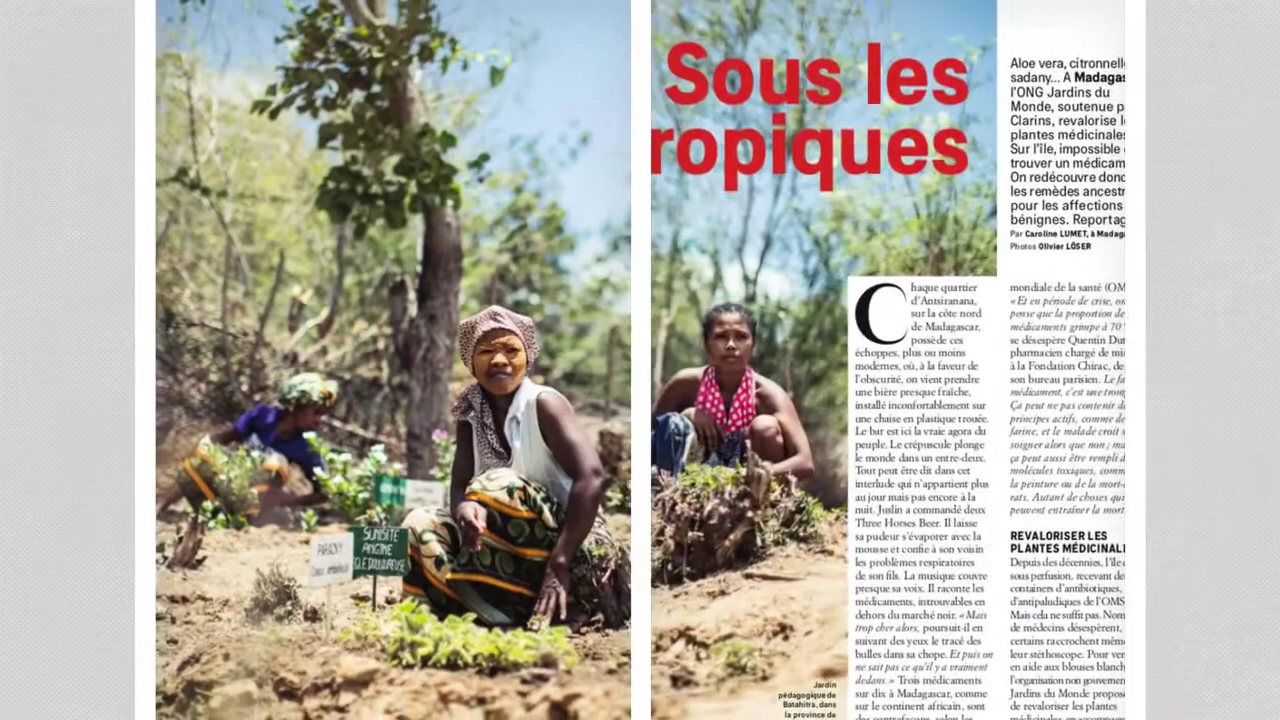 Sous les
ropiques
Aloe vera, citronnelle
sadany... A Madagas
l'ONG Jardins du
Monde, soutenue p
Clarins, revalorise l
plantes médicinales
Sur l'île, impossible
trouver un médicam
On redécouvre donc
les remèdes ancestr
pour les affections
bénignes. Reportag
Par Caroline LUMET, à Madaga
Photos Olivier LÖSER
Chaque quartier
d'Antsiranana,
sur la côte nord
de Madagascar,
possède ces
échoppes, plus ou moins
modernes, où, à la faveur de
l'obscurité, on vient prendre
une bière presque fraîche,
installé inconfortablement sur
une chaise en plastique trouée.
Le bar est ici la vraie agora du
peuple. Le crépuscule plonge
le monde dans un entre-deux.
Tout peut être dit dans cet
interlude qui n'appartient plus
au jour mais pas encore à la
nuit. Juslin a commandé deux
Three Horses Beer. Il laisse
sa pudeur s'évaporer avec la
mousse et confie à son voisin
les problèmes respiratoires
de son fils. La musique couvre
presque sa voix. Il raconte les
médicaments, introuvables en
dehors du marché noir. « Mais
trop cher alors, poursuit-il en
suivant des yeux le tracé des
bulles dans sa chope. Et puis on
ne sait pas ce qu'il y a vraiment
dedans. » Trois médicaments
sur dix à Madagascar, comme
sur le continent africain, sont
des contrefaçons, selon les
mondiale de la santé (OM
« Et en période de crise, on
pense que la proportion de
médicaments grimpe à 70
se désespère Quentin Dut
pharmacien chargé de mi
à la Fondation Chirac, de
son bureau parisien. Le fa
médicament, c'est une trom
Ça peut ne pas contenir de
principes actifs, comme de
farine, et le malade croit s
soigner alors que non ; ma
ça peut aussi être rempli d
molécules toxiques, comm
la peinture ou de la mort-
rats. Autant de choses qui
peuvent entraîner la mort
REVALORISER LES
PLANTES MÉDICINAL
Depuis des décennies, l'île e
sous perfusion, recevant de
containers d'antibiotiques,
d'antipaludiques de l'OMS
Mais cela ne suffit pas. Nom
de médecins désespèrent,
certains raccrochent mêm
leur stéthoscope. Pour ven
en aide aux blouses blanch
l'organisation non gouvernem
Jardins du Monde propose
de revaloriser les plantes
SUNISITE
ANGINE
Jardin
pédagogique de
Batahitra, dans
la province de